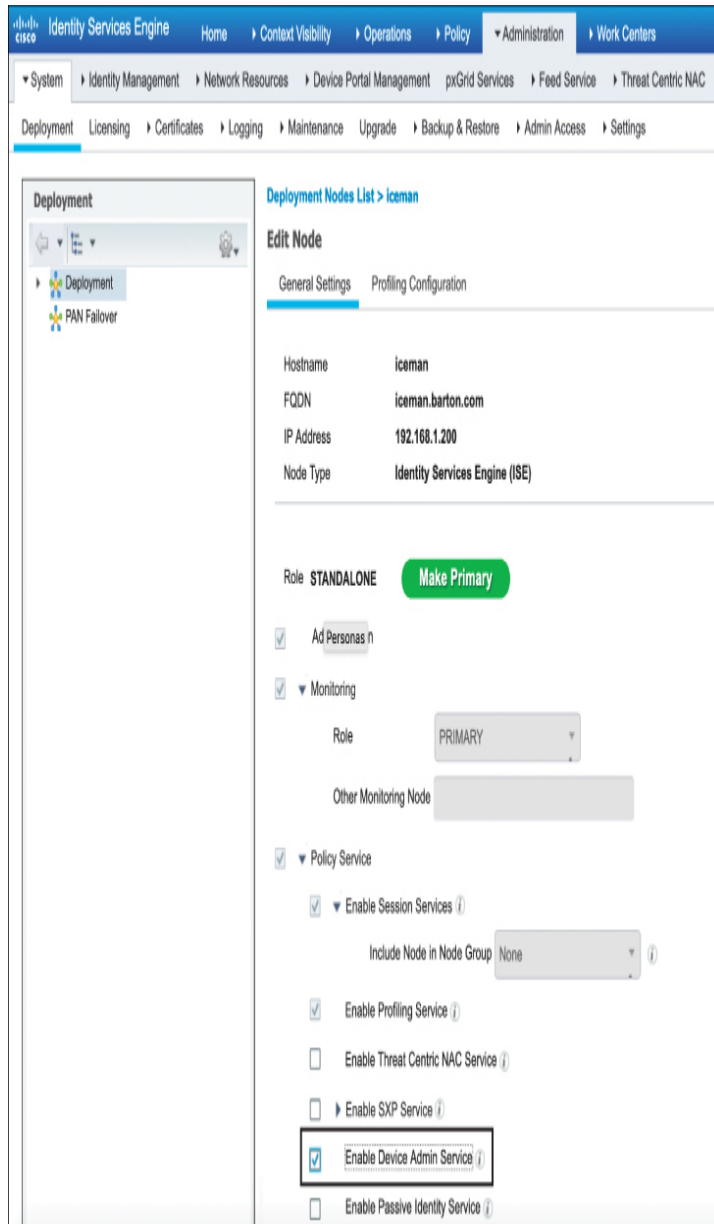 cisco Identity Services Engine Home Context Visibility Operations Policy Administration Work Centers
System Identity Management Network Resources Device Portal Management pxGrid Services Feed Service Threat Centric NAC
Deployment Licensing Certificates Logging Maintenance Upgrade Backup & Restore Admin Access Settings
Deployment
Deployment
PAN Failover
Deployment Nodes List > iceman
Edit Node
General Settings Profiling Configuration
Hostname iceman
FQDN iceman.barton.com
IP Address 192.168.1.200
Node Type Identity Services Engine (ISE)
Role STANDALONE Make Primary
Ad Personas n
Monitoring
Role PRIMARY
Other Monitoring Node
Policy Service
Enable Session Services
Include Node in Node Group None
Enable Profiling Service
Enable Threat Centric NAC Service
Enable SXP Service
Enable Device Admin Service
Enable Passive Identity Service